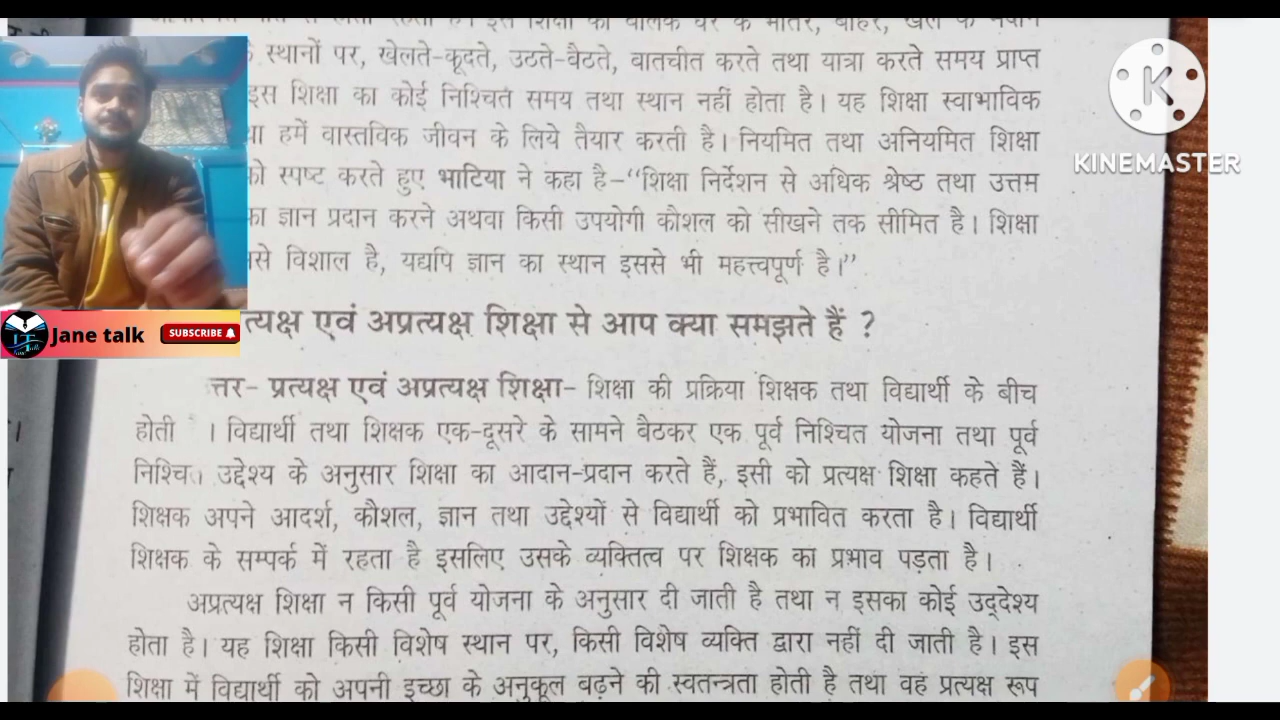 स्थानों पर, खेलते-कूदते, उठते-बैठते, बातचीत करते तथा यात्रा करते समय प्राप्त
इस शिक्षा का कोई निश्चित समय तथा स्थान नहीं होता है। यह शिक्षा स्वाभाविक
हमें वास्तविक जीवन के लिये तैयार करती है। नियमित तथा अनियमित शिक्षा
को स्पष्ट करते हुए भाटिया ने कहा है–“शिक्षा निर्देशन से अधिक श्रेष्ठ तथा उत्तम
का ज्ञान प्रदान करने अथवा किसी उपयोगी कौशल को सीखने तक सीमित है। शिक्षा
से विशाल है, यद्यपि ज्ञान का स्थान इससे भी महत्त्वपूर्ण है।”
त्यक्ष एवं अप्रत्यक्ष शिक्षा से आप क्या समझते हैं ?
त्तर- प्रत्यक्ष एवं अप्रत्यक्ष शिक्षा- शिक्षा की प्रक्रिया शिक्षक तथा विद्यार्थी के बीच
होती । विद्यार्थी तथा शिक्षक एक-दूसरे के सामने बैठकर एक पूर्व निश्चित योजना तथा पूर्व
निश्चित उद्देश्य के अनुसार शिक्षा का आदान-प्रदान करते हैं, इसी को प्रत्यक्ष शिक्षा कहते हैं।
शिक्षक अपने आदर्श, कौशल, ज्ञान तथा उद्देश्यों से विद्यार्थी को प्रभावित करता है। विद्यार्थी
शिक्षक के सम्पर्क में रहता है इसलिए उसके व्यक्तित्व पर शिक्षक का प्रभाव पड़ता है।
अप्रत्यक्ष शिक्षा न किसी पूर्व योजना के अनुसार दी जाती है तथा न इसका कोई उद्देश्य
होता है। यह शिक्षा किसी विशेष स्थान पर, किसी विशेष व्यक्ति द्वारा नहीं दी जाती है। इस
शिक्षा में विद्यार्थी को अपनी इच्छा के अनुकूल बढ़ने की स्वतन्त्रता होती है तथा वह प्रत्यक्ष रूप
Jane talk
SUBSCRIBE
KINEMASTER